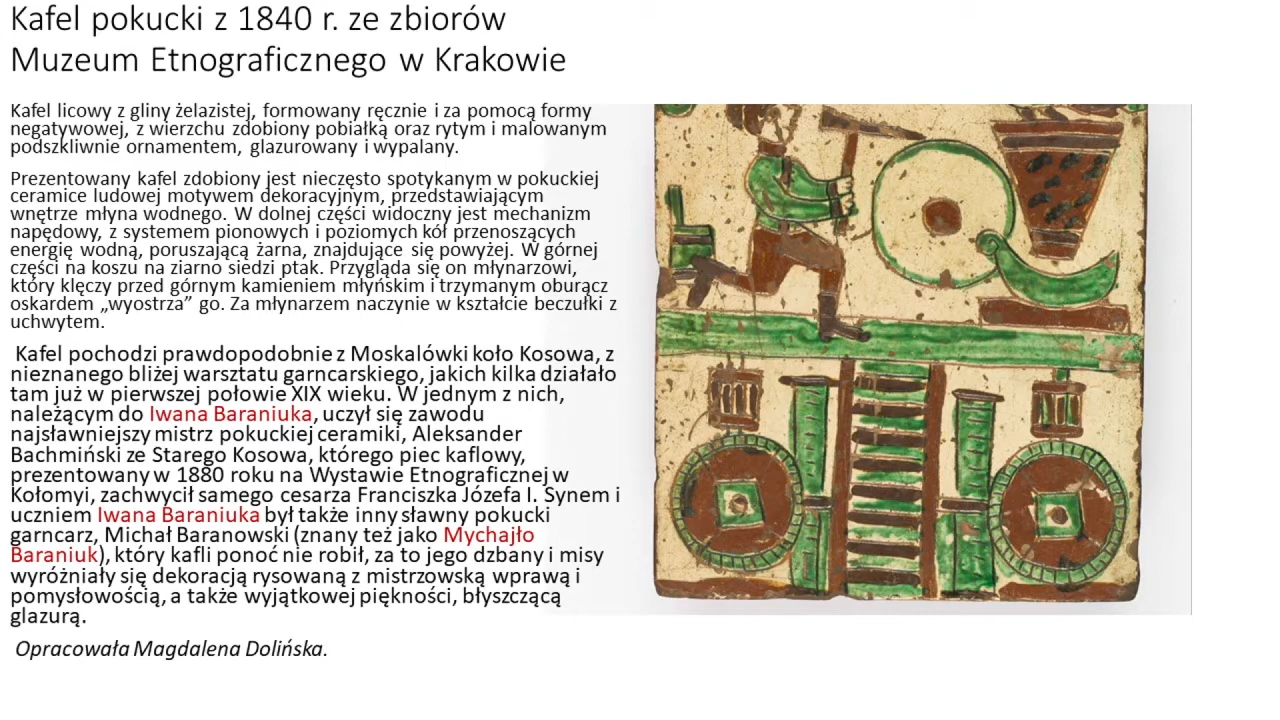 Kafel pokucki z 1840 r. ze zbiorów
Muzeum Etnograficznego w Krakowie
Kafel licowy z gliny żelazistej, formowany ręcznie i za pomocą formy
negatywowej, z wierzchu zdobiony pobiałką oraz rytym i malowanym
podszkliwnie ornamentem, glazurowany i wypalany.
Prezentowany kafel zdobiony jest nieczęsto spotykanym w pokuckiej
ceramice ludowej motywem dekoracyjnym, przedstawiającym
wnętrze młyna wodnego. W dolnej części widoczny jest mechanizm
napędowy, z systemem pionowych i poziomych kół przenoszących
energię wodną, poruszającą żarna, znajdujące się powyżej. W górnej
części na koszu na ziarno siedzi ptak. Przygląda się on młynarzowi,
który klęczy przed górnym kamieniem młyńskim i trzymanym oburącz
oskardem „wyostrza” go. Za młynarzem naczynie w kształcie beczułki z
uchwytem.
Kafel pochodzi prawdopodobnie z Moskalówki koło Kosowa, z
nieznanego bliżej warsztatu garncarskiego, jakich kilka działało
tam już w pierwszej połowie XIX wieku. W jednym z nich,
należącym do Iwana Baraniuka, uczył się zawodu
najsławniejszy mistrz pokuckiej ceramiki, Aleksander
Bachmiński ze Starego Kosowa, którego piec kaflowy,
prezentowany w 1880 roku na Wystawie Etnograficznej w
Kołomyi, zachwycił samego cesarza Franciszka Józefa I. Synem i
uczniem Iwana Baraniuka był także inny sławny pokucki
garncarz, Michał Baranowski (znany też jako Mychajło
Baraniuk), który kafli ponoć nie robił, za to jego dzbany i misy
wyróżniały się dekoracją rysowaną z mistrzowską wprawą i
pomysłowością, a także wyjątkowej piękności, błyszczącą
glazurą.
Opracowała Magdalena Dolińska.